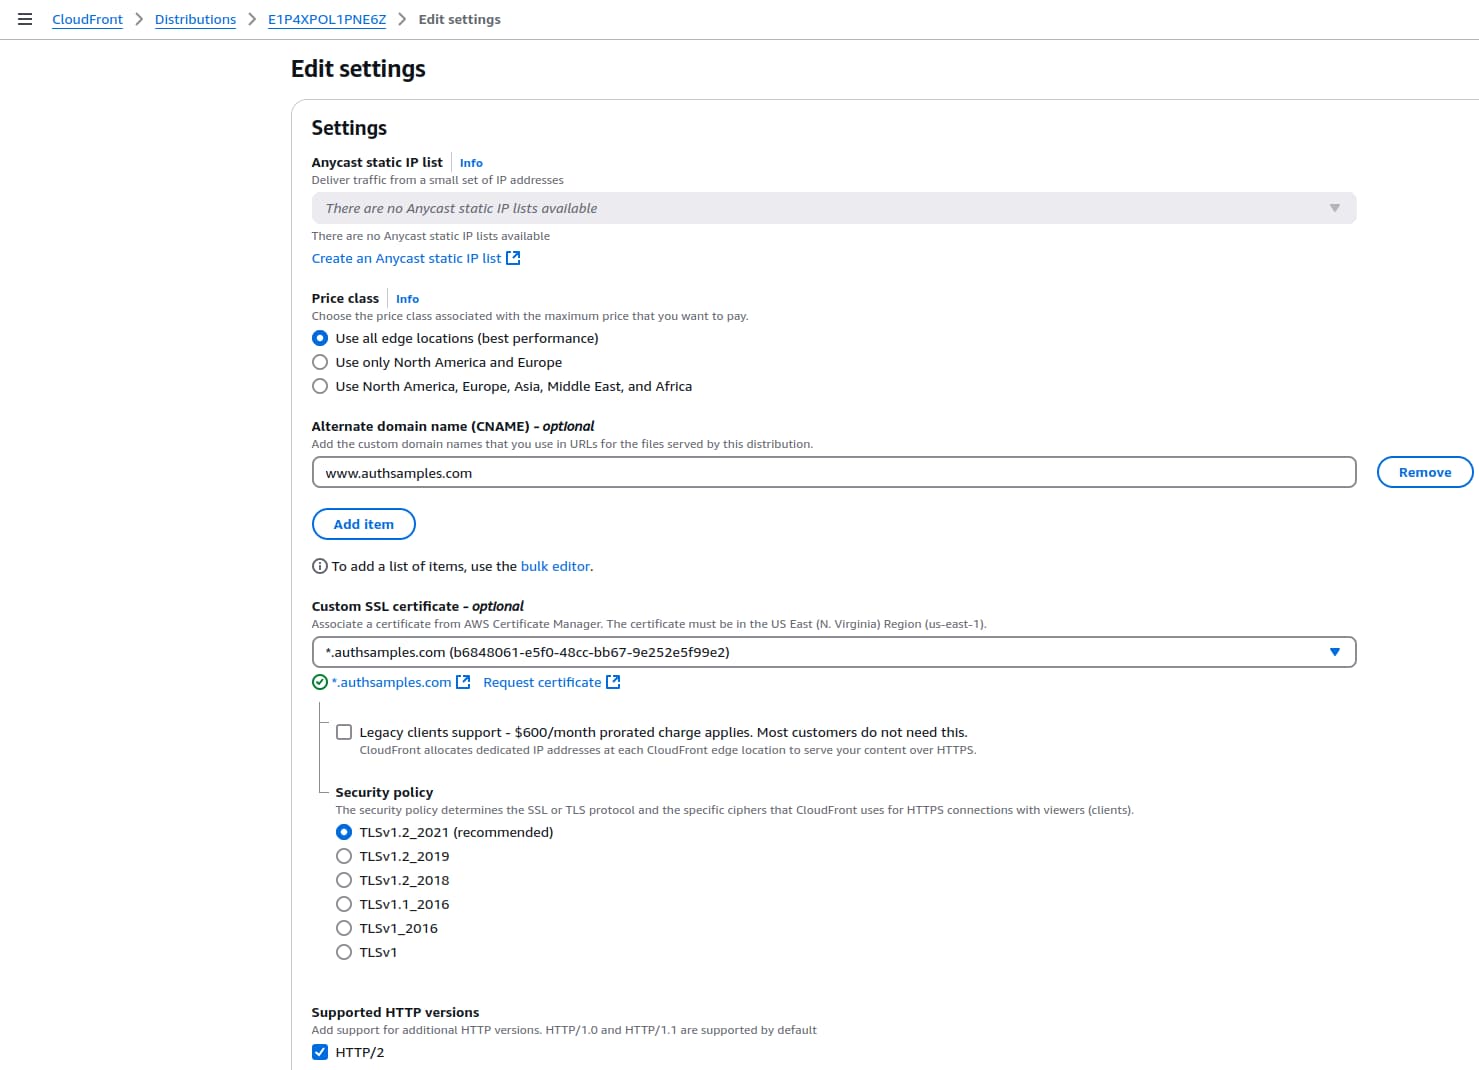 CloudFront > Distributions > E1P4XPOL1PNE6Z > Edit settings
Edit settings
Settings
Anycast static IP list Info
Deliver traffic from a small set of IP addresses
There are no Anycast static IP lists available
There are no Anycast static IP lists available
Create an Anycast static IP list
Price class Info
Choose the price class associated with the maximum price that you want to pay.
Use all edge locations (best performance)
Use only North America and Europe
Use North America, Europe, Asia, Middle East, and Africa
Alternate domain name (CNAME) - optional
Add the custom domain names that you use in URLs for the files served by this distribution.
www.authsamples.com Remove
Add item
To add a list of items, use the bulk editor.
Custom SSL certificate - optional
Associate a certificate from AWS Certificate Manager. The certificate must be in the US East (N. Virginia) Region (us-east-1).
*.authsamples.com (b6848061-e5f0-48cc-bb67-9e252e5f99e2)
*.authsamples.com Request certificate
Legacy clients support - $600/month prorated charge applies. Most customers do not need this.
CloudFront allocates dedicated IP addresses at each CloudFront edge location to serve your content over HTTPS.
Security policy
The security policy determines the SSL or TLS protocol and the specific ciphers that CloudFront uses for HTTPS connections with viewers (clients).
TLSv1.2_2021 (recommended)
TLSv1.2_2019
TLSv1.2_2018
TLSv1.1_2016
TLSv1_2016
TLSv1
Supported HTTP versions
Add support for additional HTTP versions. HTTP/1.0 and HTTP/1.1 are supported by default
HTTP/2